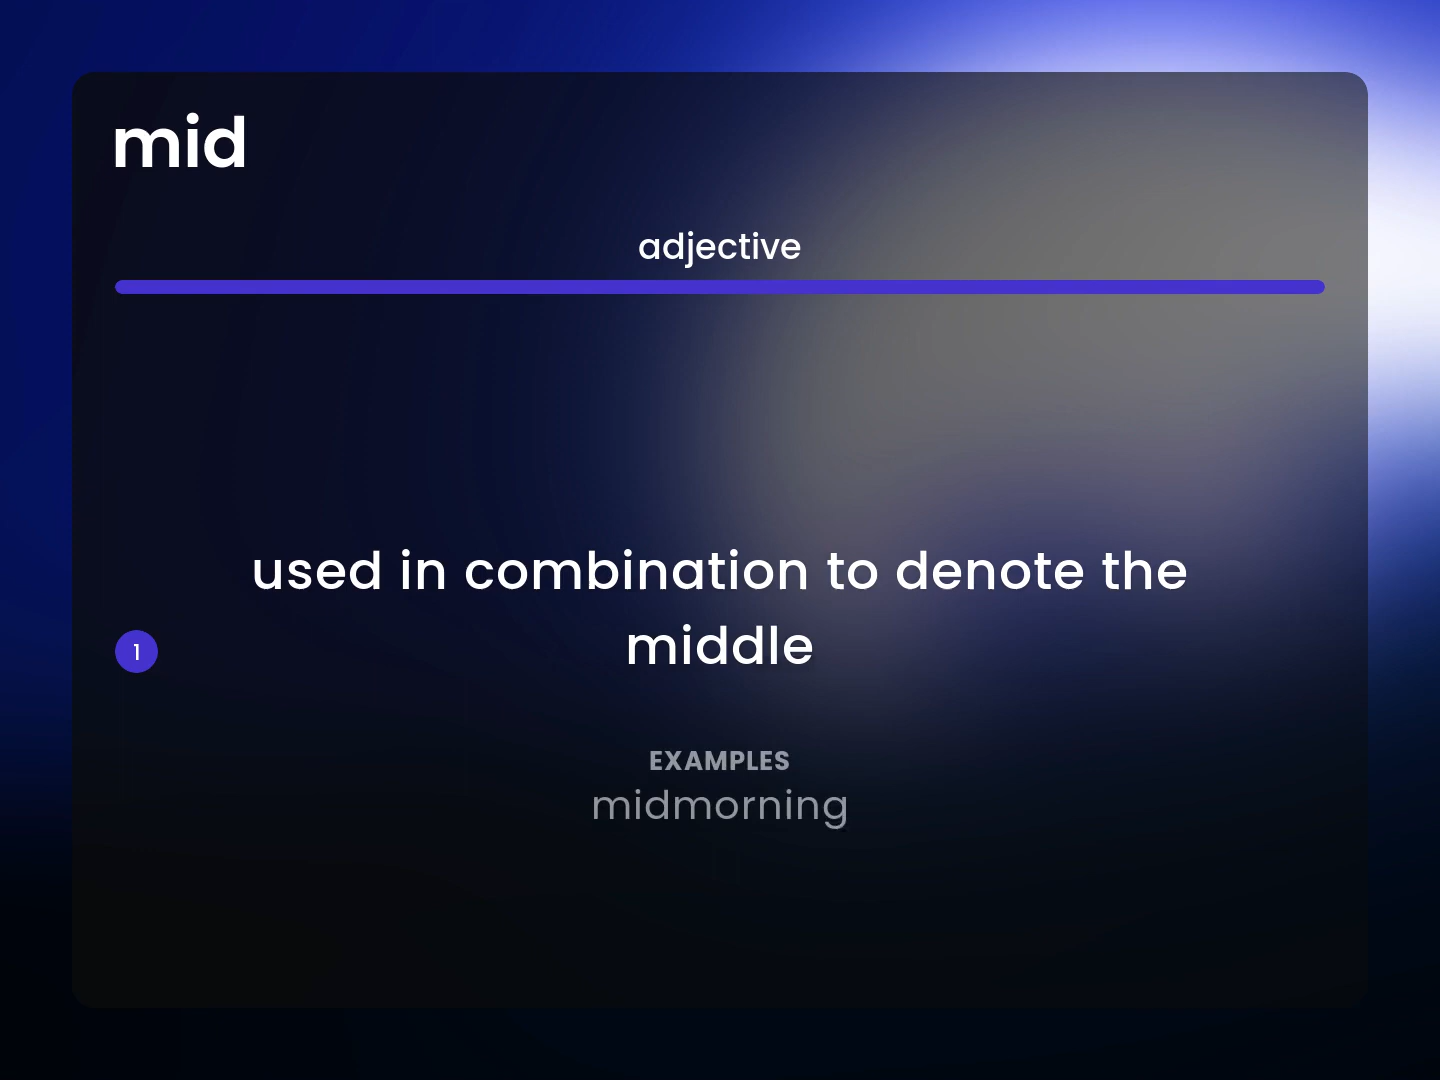 mid
adjective
used in combination to denote the
middle
1
EXAMPLES
midmorning